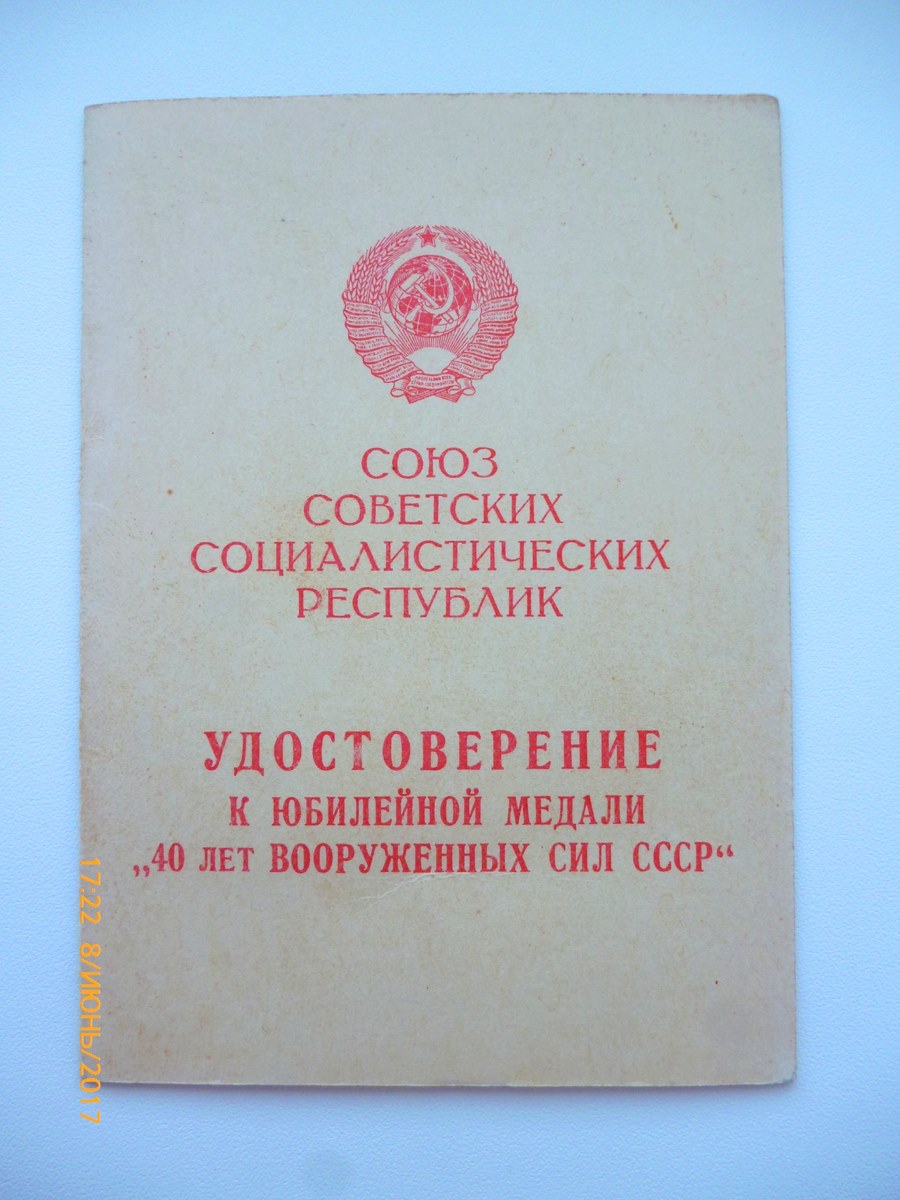 СОЮЗ
СОВЕТСКИХ
СОЦИАЛИСТИЧЕСКИХ
РЕСПУБЛИК
УДОСТОВЕРЕНИЕ
К ЮБИЛЕЙНОЙ МЕДАЛИ
„40 ЛЕТ ВООРУЖЕННЫХ СИЛ СССР“
17:22 8/ИЮНЬ/2017